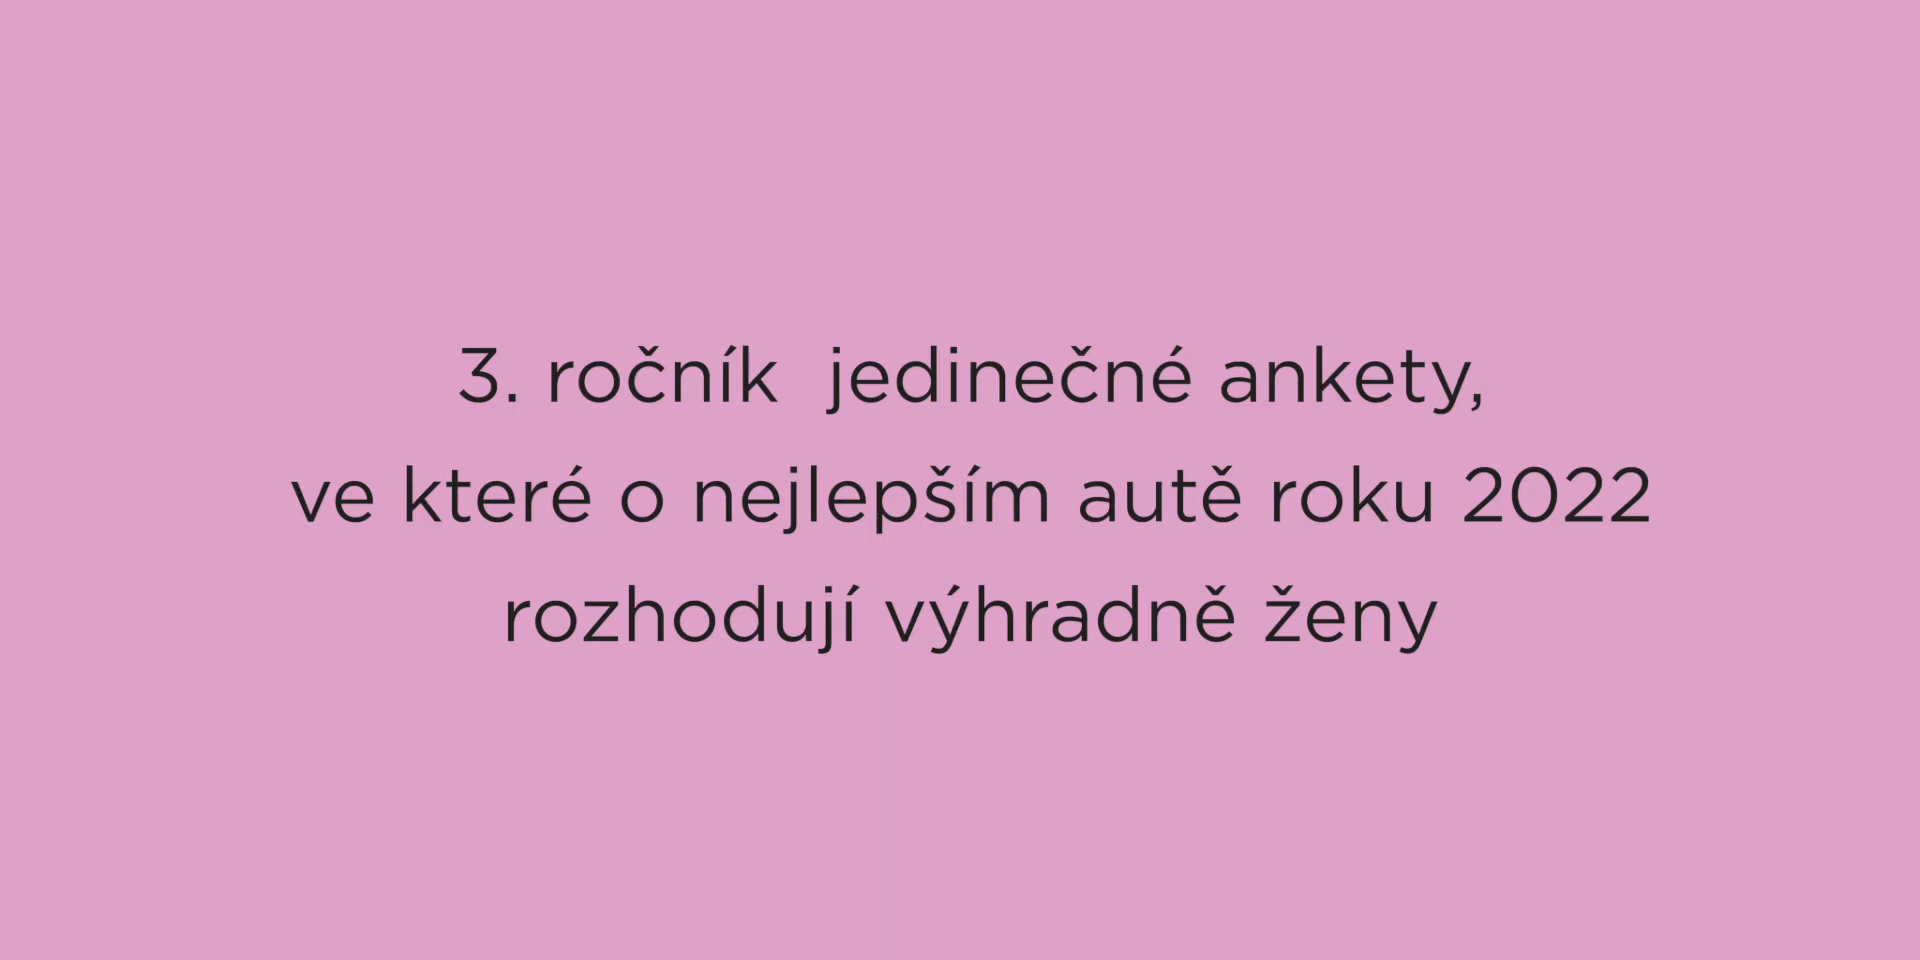 3. ročník  jedinečné ankety,
ve které o nejlepším autě roku 2022
rozhodují výhradně ženy